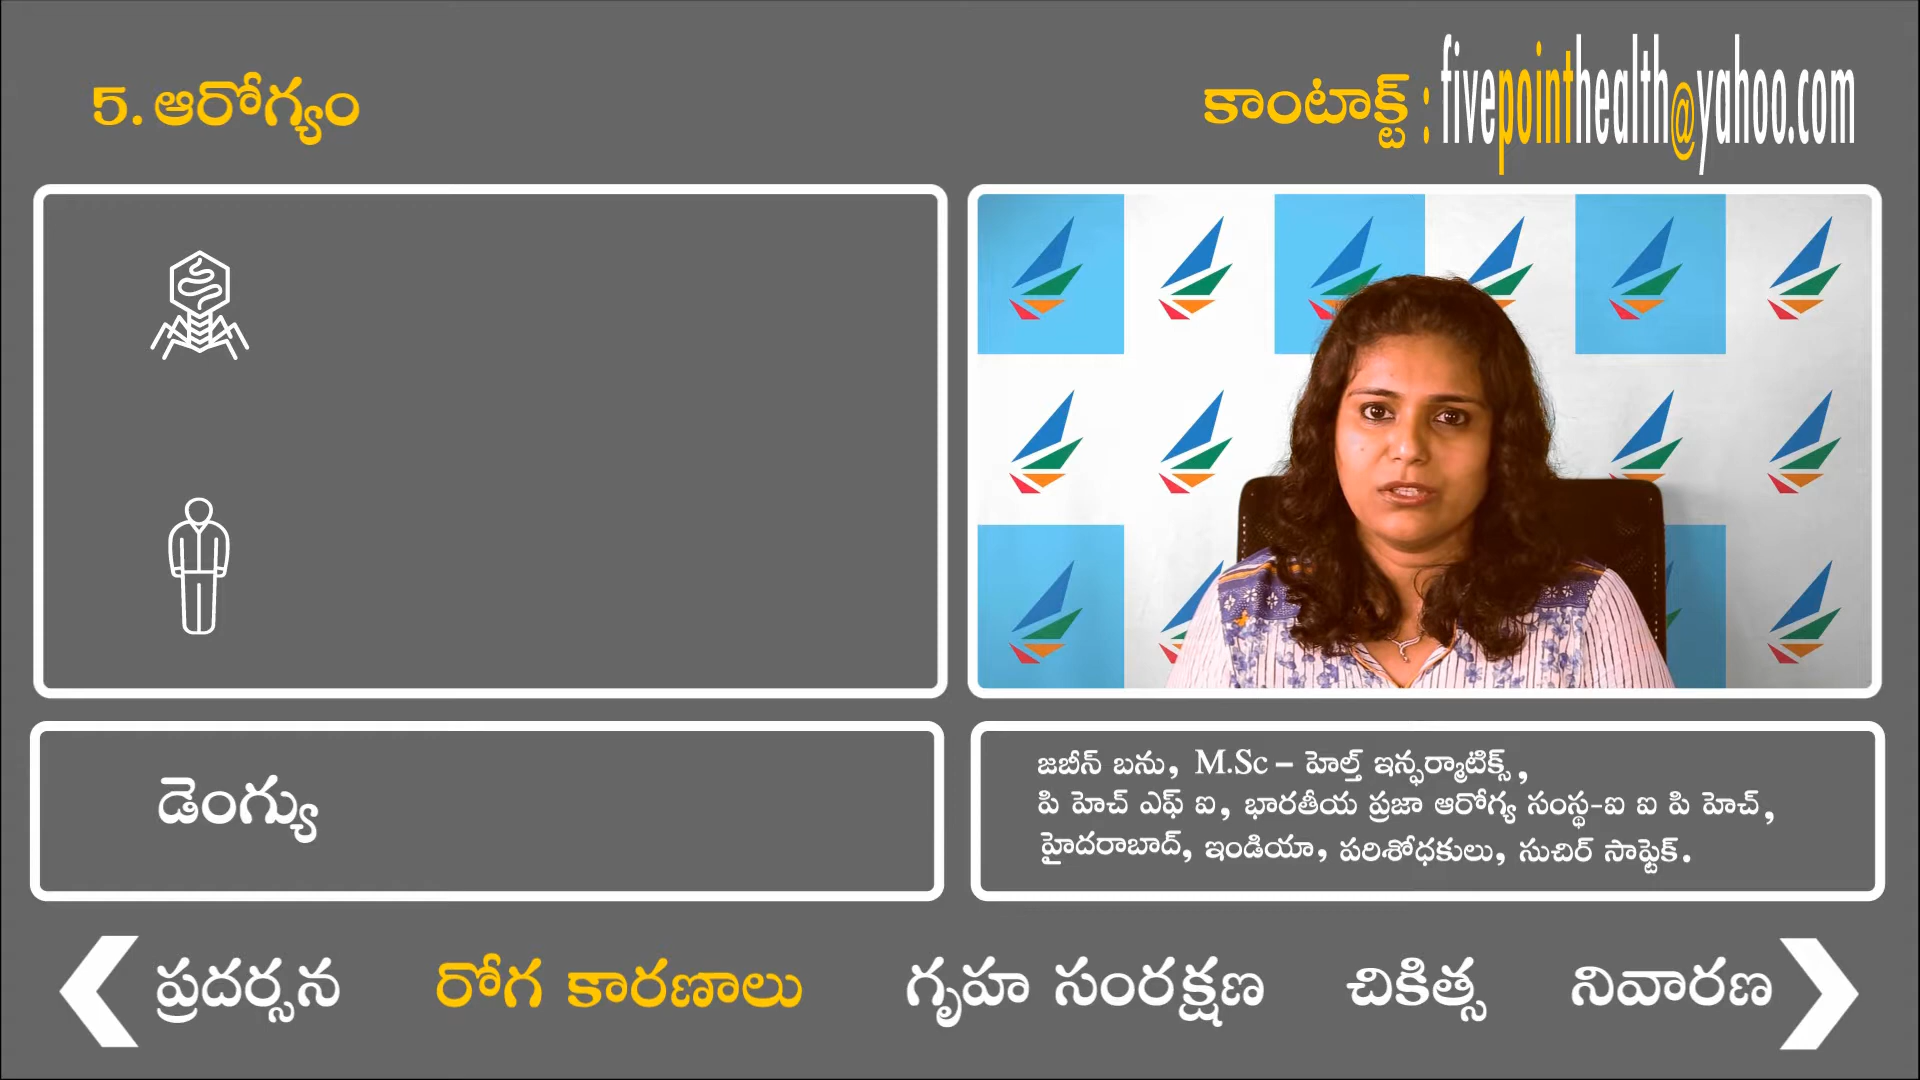 5. ఆరోగ్యం
కాంటాక్ట్ : fivepointhealth@yahoo.com
డెంగ్యు
జబీన్ బను, M.Sc – హెల్త్ ఇన్ఫర్మాటిక్స్,
పి హెచ్ ఎఫ్ ఐ, భారతీయ ప్రజా ఆరోగ్య సంస్థ-ఐ ఐ పి హెచ్,
హైదరాబాద్, ఇండియా, పరిశోధకులు, సుచిర్ సాఫ్టెక్.
ప్రదర్సన రోగ కారణాలు గృహ సంరక్షణ చికిత్స నివారణ